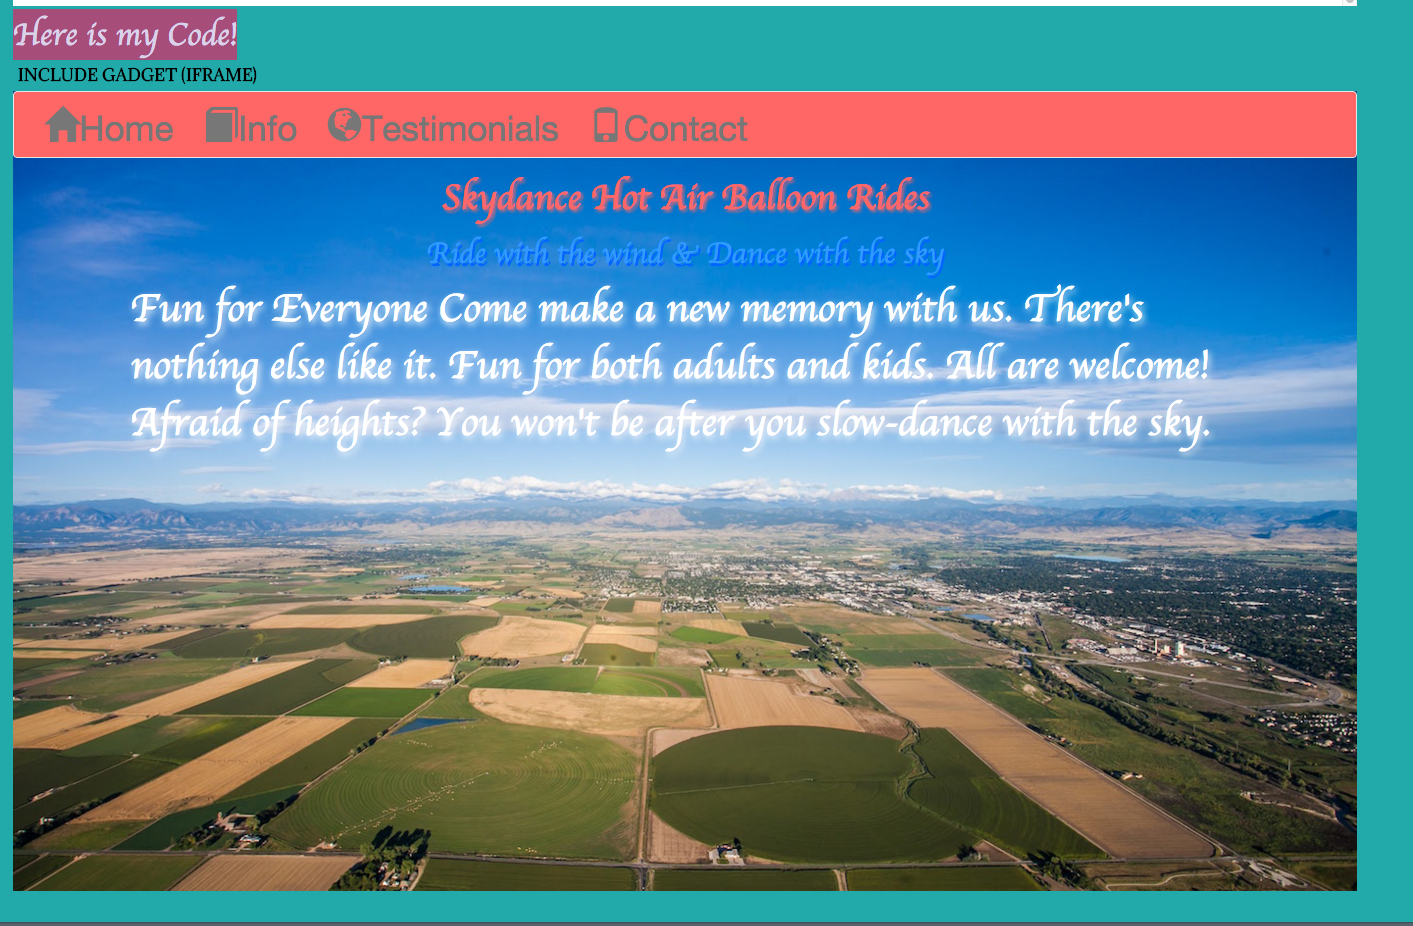 Here is my Code!
INCLUDE GADGET (IFRAME)
Home Info Testimonials Contact
Skydance Hot Air Balloon Rides
Ride with the wind & Dance with the sky
Fun for Everyone Come make a new memory with us. There's
nothing else like it. Fun for both adults and kids. All are welcome!
Afraid of heights? You won't be after you slow-dance with the sky.